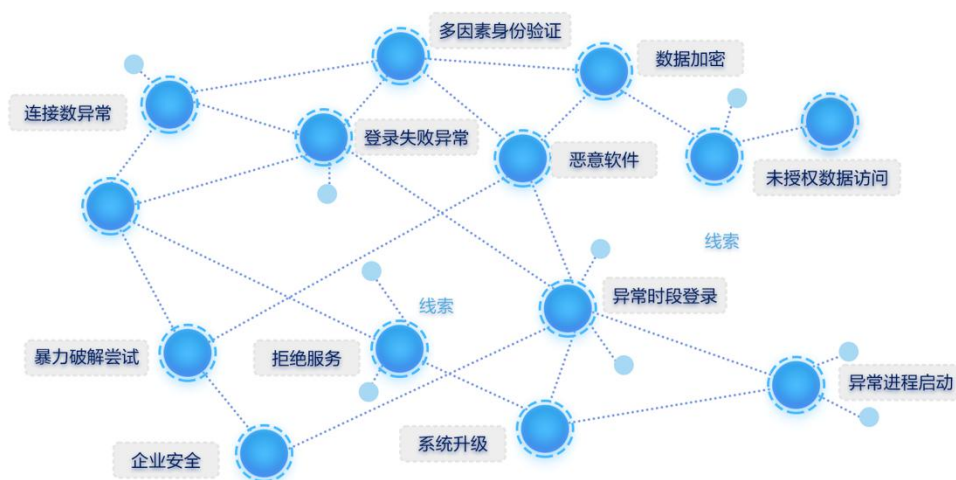 多因素身份验证
数据加密
连接数异常
登录失败异常
恶意软件
未授权数据访问
线索
异常时段登录
线索
暴力破解尝试
拒绝服务
异常进程启动
系统升级
企业安全